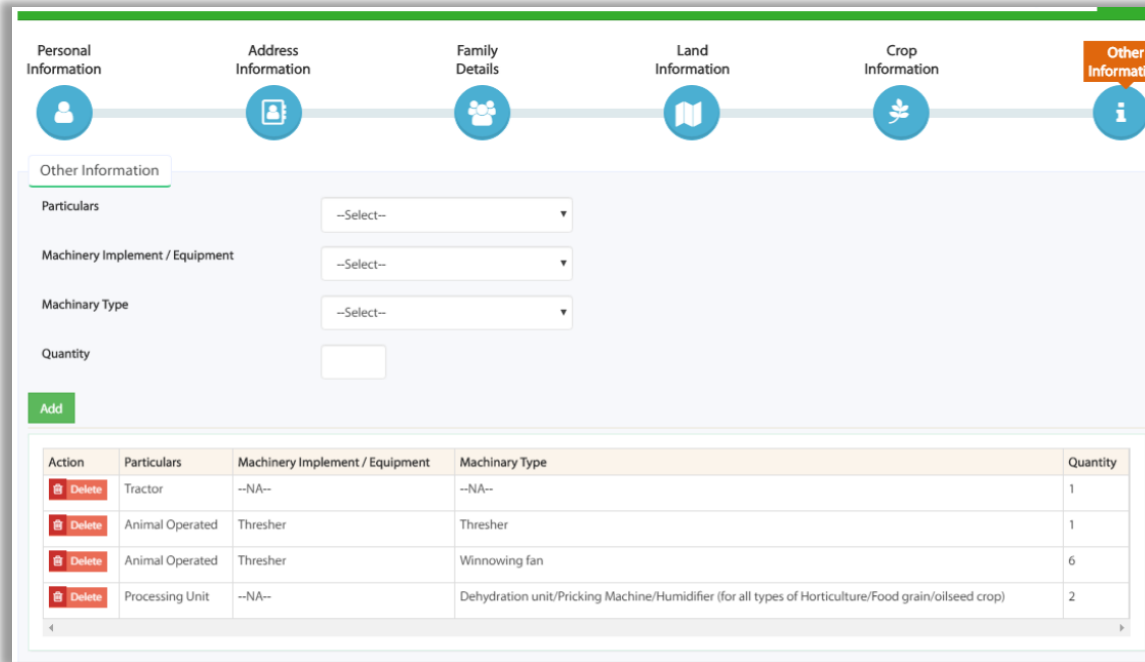 Personal Information
Address Information
Family Details
Land Information
Crop Information
Other Informati
Other Information
Particulars
--Select--
Machinery Implement / Equipment
--Select--
Machinary Type
--Select--
Quantity
Add
Action Particulars Machinery Implement / Equipment Machinary Type Quantity
Delete Tractor --NA-- --NA-- 1
Delete Animal Operated Thresher Thresher 1
Delete Animal Operated Thresher Winnowing fan 6
Delete Processing Unit --NA-- Dehydration unit/Pricking Machine/Humidifier (for all types of Horticulture/Food grain/oilseed crop) 2